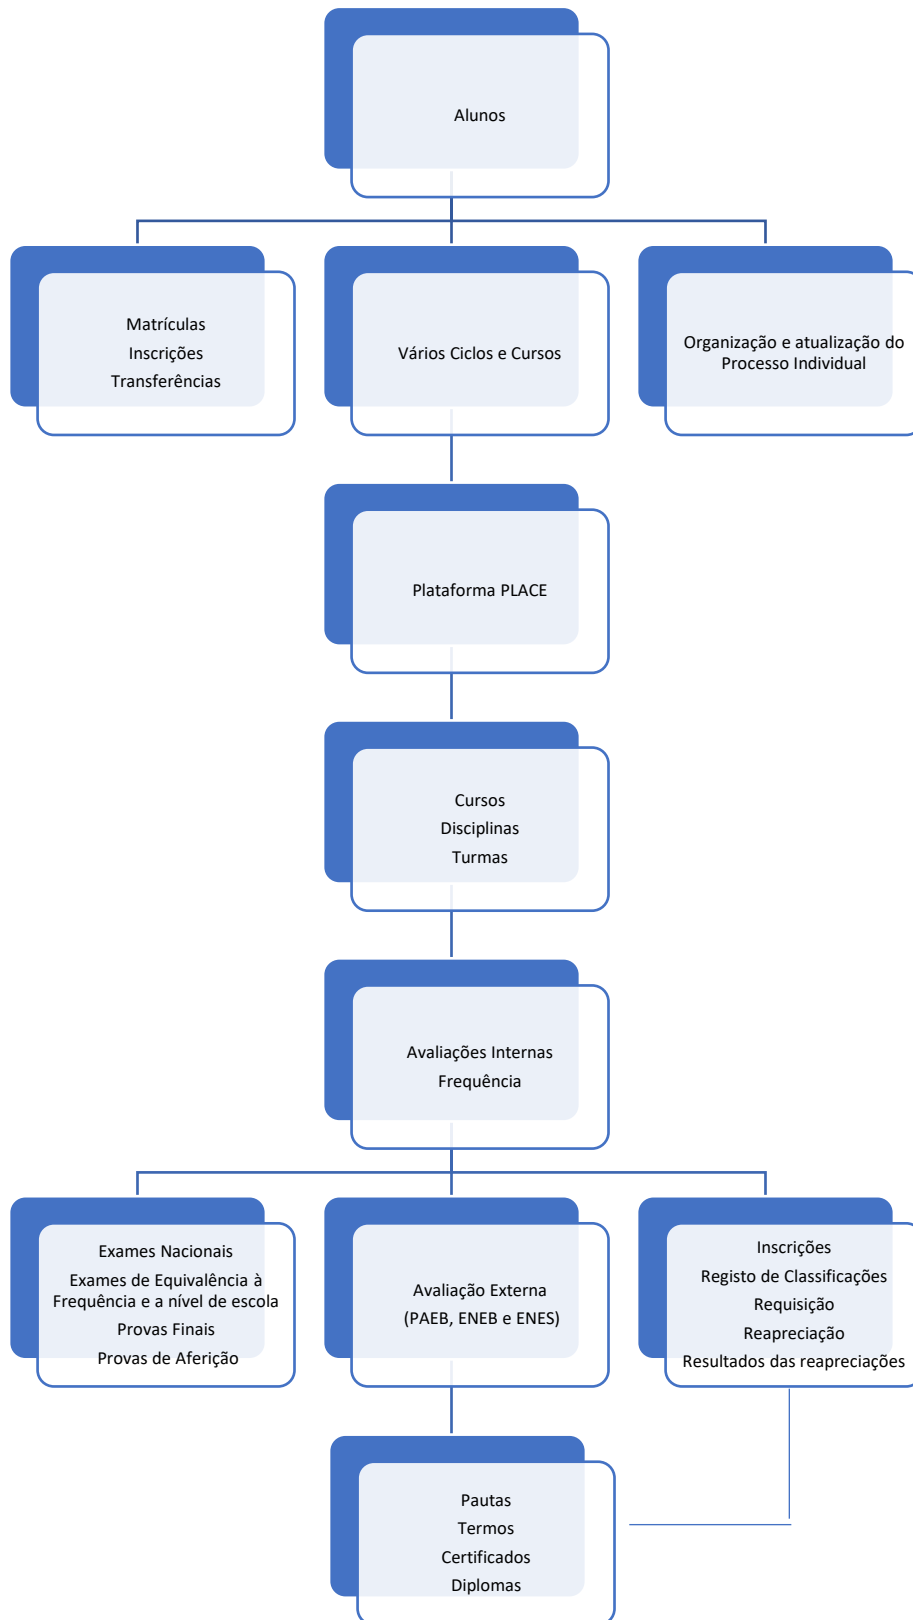 Alunos
Matrículas
Inscrições
Transferências
Vários Ciclos e Cursos
Organização e atualização do
Processo Individual
Plataforma PLACE
Cursos
Disciplinas
Turmas
Avaliações Internas
Frequência
Exames Nacionais
Exames de Equivalência à
Frequência e a nível de escola
Provas Finais
Provas de Aferição
Avaliação Externa
(PAEB, ENEB e ENES)
Inscrições
Registo de Classificações
Requisição
Reapreciação
Resultados das reapreciações
Pautas
Termos
Certificados
Diplomas